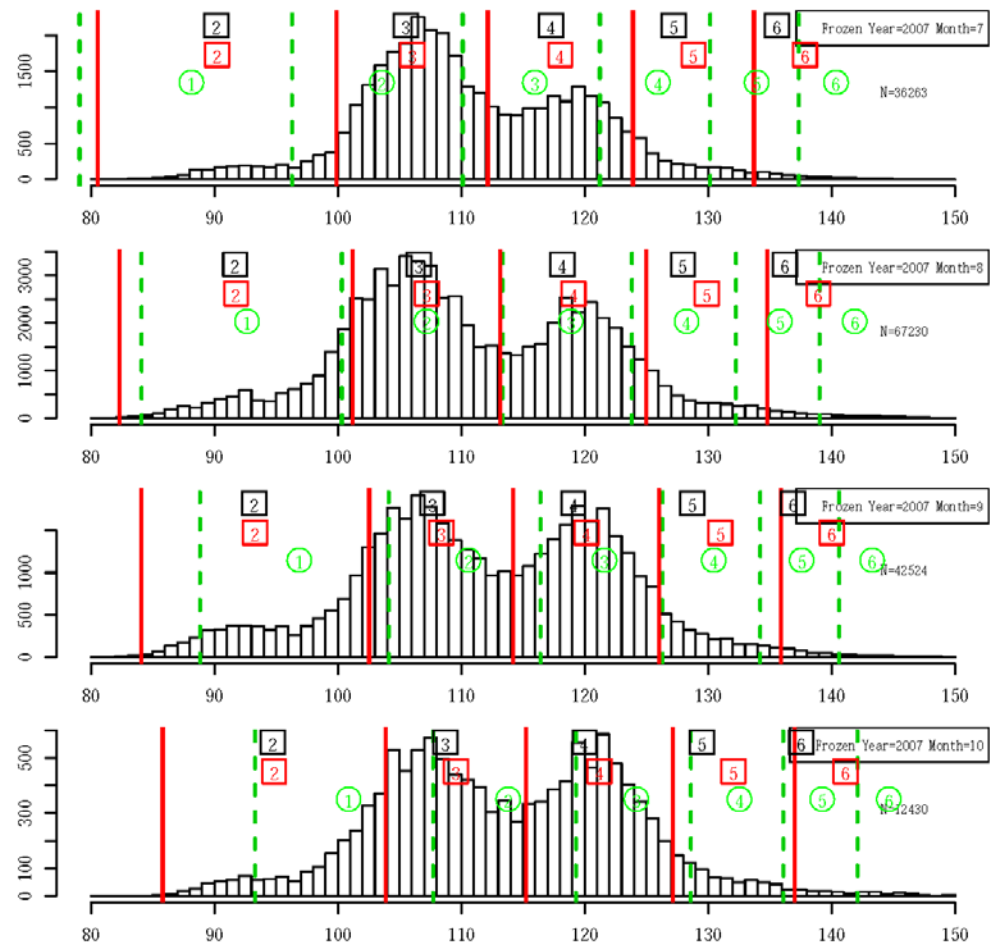 2 3 4 5 6 Frozen Year=2007 Month=7
2 3 4 5 6
1 2 3 4 5 6
N=36263
0 500 1500
80 90 100 110 120 130 140 150
2 3 4 5 6 Frozen Year=2007 Month=8
2 3 4 5 6
1 2 3 4 5 6
N=67230
0 1000 2000 3000
80 90 100 110 120 130 140 150
2 3 4 5 6 Frozen Year=2007 Month=9
2 3 4 5 6
1 2 3 4 5 6
N=42524
0 500 1000
80 90 100 110 120 130 140 150
2 3 4 5 6 Frozen Year=2007 Month=10
2 3 4 5 6
1 2 3 4 5 6
N=12430
0 100 300 500
80 90 100 110 120 130 140 150